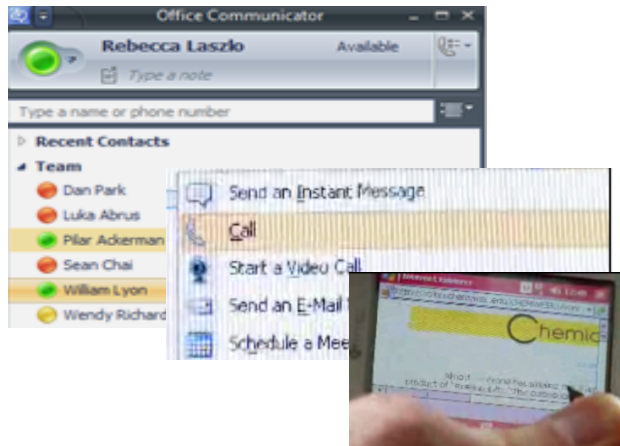 Office Communicator
Rebecca Laszlo Available
Type a note
Type a name or phone number
Recent Contacts
Team
Dan Park
Luka Abrus
Pilar Ackerman
Sean Chai
William Lyon
Wendy Richard
Send an Instant Message
Call
Start a Video Call
Send an E-Mail
Schedule a Mee
Chemic
product of